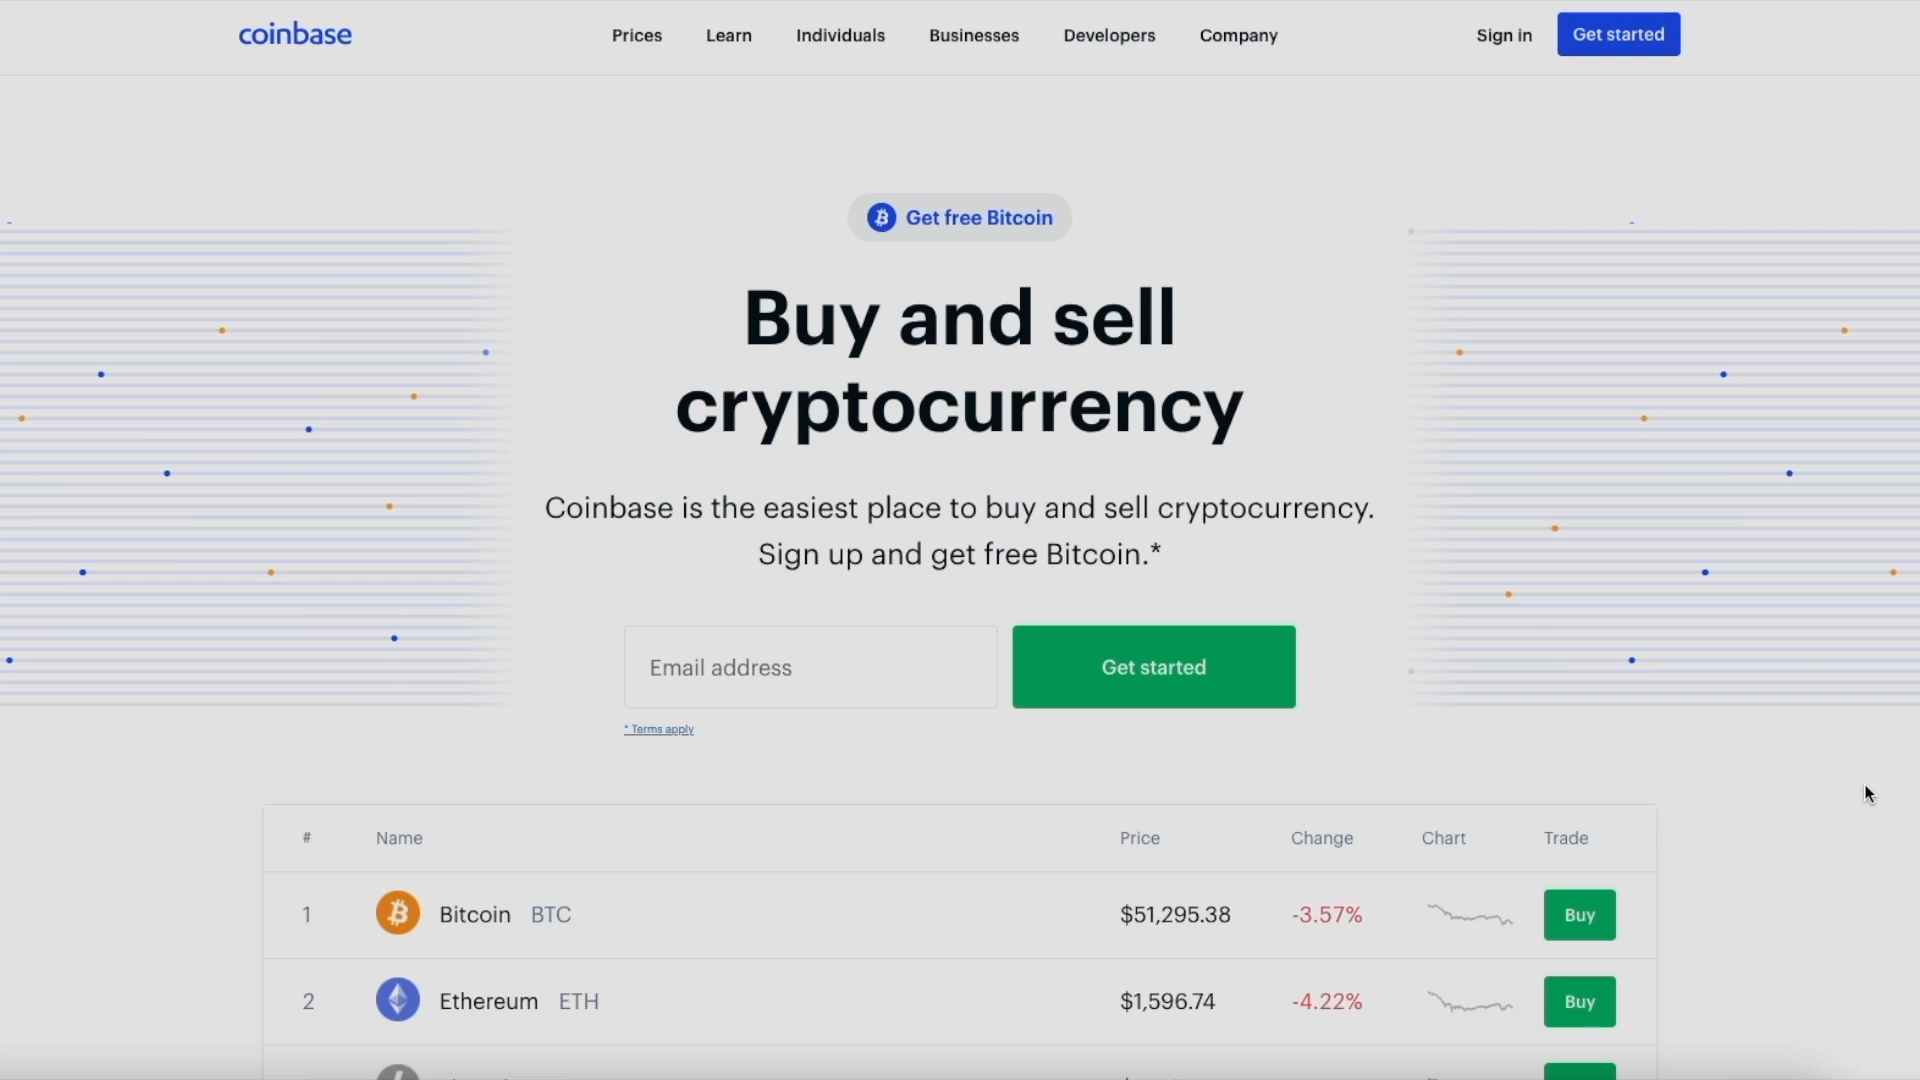 coinbase
Prices Learn Individuals Businesses Developers Company
Sign in Get started
Get free Bitcoin
Buy and sell
cryptocurrency
Coinbase is the easiest place to buy and sell cryptocurrency.
Sign up and get free Bitcoin.*
Email address Get started
* Terms apply
# Name Price Change Chart Trade
1 Bitcoin BTC $51,295.38 -3.57% Buy
2 Ethereum ETH $1,596.74 -4.22% Buy